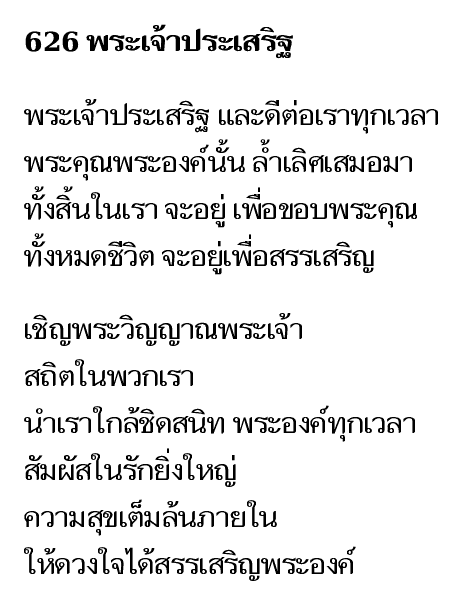 626 พระเจ้าประเสริฐ
พระเจ้าประเสริฐ และดีต่อเราทุกเวลา
พระคุณพระองค์นั้น ล้ำเลิศเสมอมา
ทั้งสิ้นในเรา จะอยู่ เพื่อขอบพระคุณ
ทั้งหมดชีวิต จะอยู่เพื่อสรรเสริญ
เชิญพระวิญญาณพระเจ้า
สถิตในพวกเรา
นำเราใกล้ชิดสนิท พระองค์ทุกเวลา
สัมผัสในรักยิ่งใหญ่
ความสุขเต็มล้นภายใน
ให้ดวงใจได้สรรเสริญพระองค์